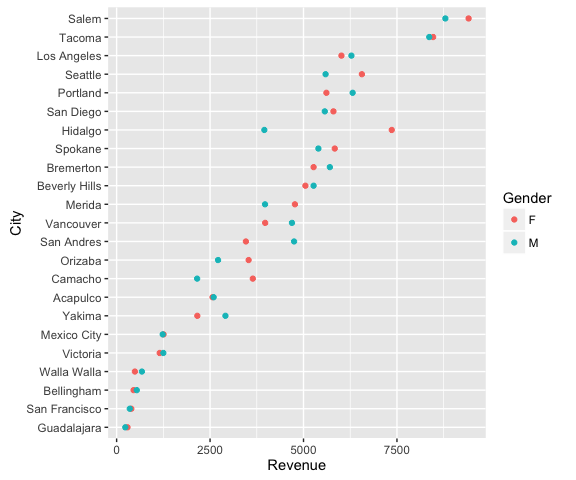 Salem
Tacoma
Los Angeles
Seattle
Portland
San Diego
Hidalgo
Spokane
Bremerton
Beverly Hills
Merida
Vancouver
San Andres
Orizaba
Camacho
Acapulco
Yakima
Mexico City
Victoria
Walla Walla
Bellingham
San Francisco
Guadalajara
City
0 2500 5000 7500
Revenue
Gender
F
M